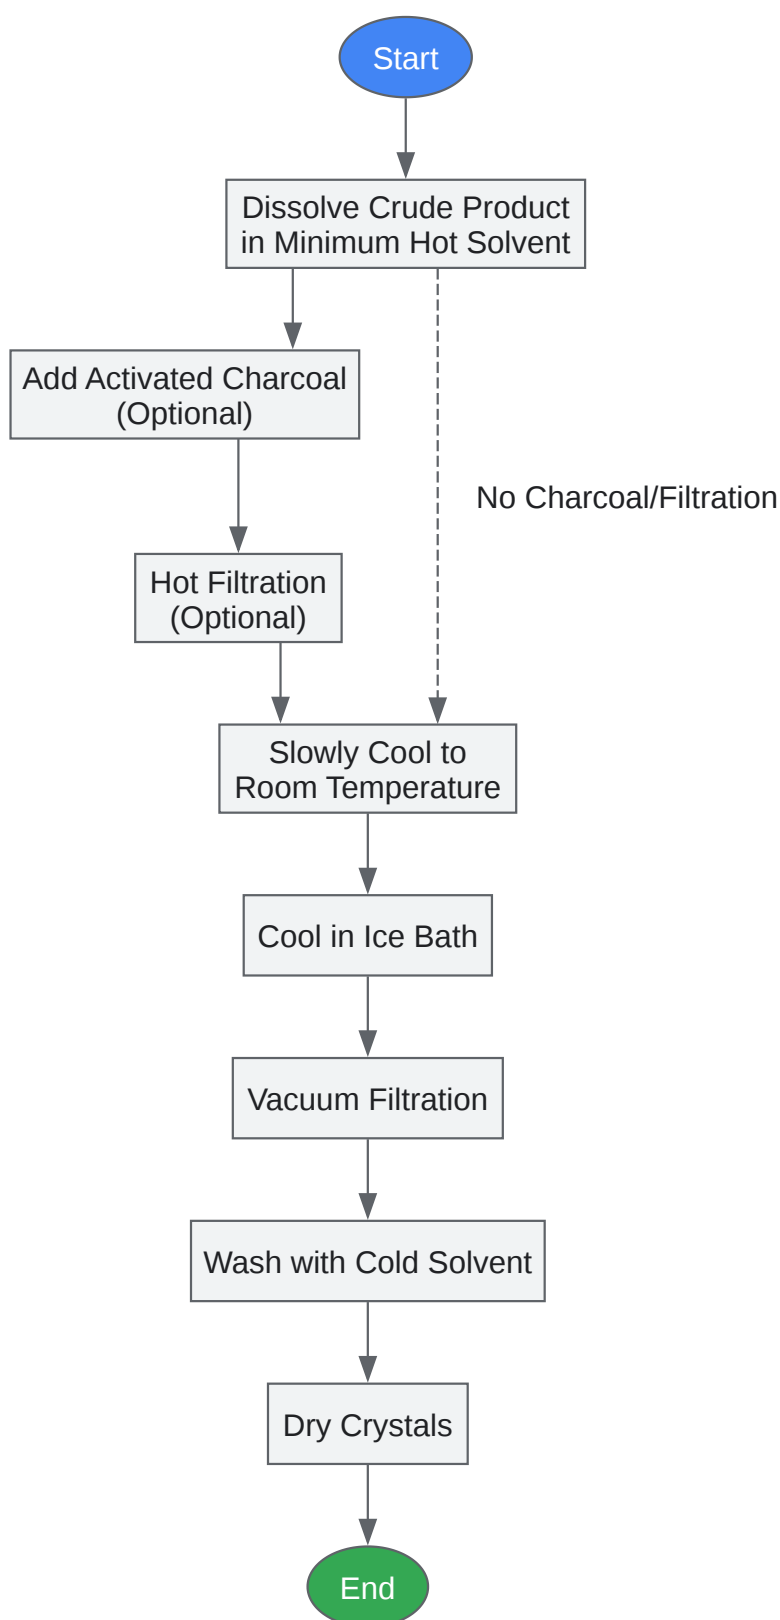 Start
Dissolve Crude Product
in Minimum Hot Solvent
Add Activated Charcoal
(Optional)
No Charcoal/Filtration
Hot Filtration
(Optional)
Slowly Cool to
Room Temperature
Cool in Ice Bath
Vacuum Filtration
Wash with Cold Solvent
Dry Crystals
End